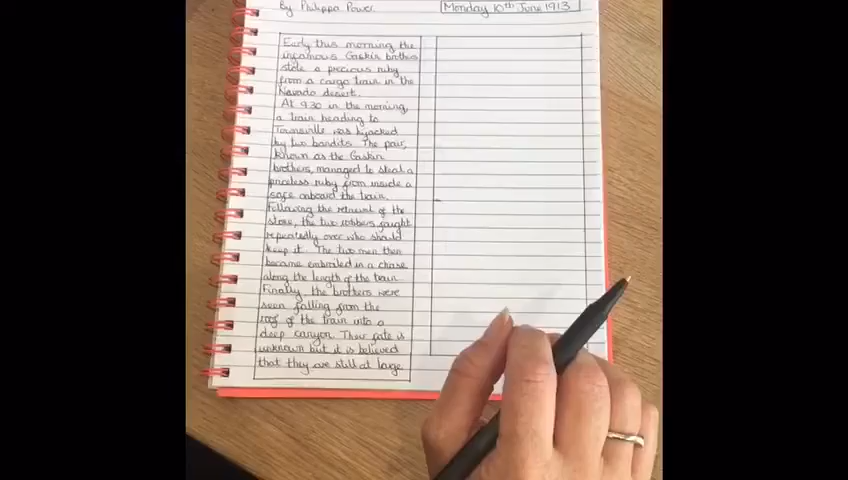 By Philippa Power
Monday 10th June 1913
Early this morning the
infamous Gaskin brothers
stole a precious ruby
from a cargo train in the
Navado desert.
At 9.30 in the morning,
a train heading to
Townsville was hijacked
by two bandits. The pair,
known as the Gaskin
brothers, managed to steal a
priceless ruby from inside a
safe onboard the train.
Following the retrieval of the
stone, the two robbers fought
repeatedly over who should
keep it. The two men then
became embroiled in a chase
along the length of the train.
Finally, the brothers were
seen falling from the
roof of the train into a
deep canyon. Their fate is
unknown but it is believed
that they are still at large